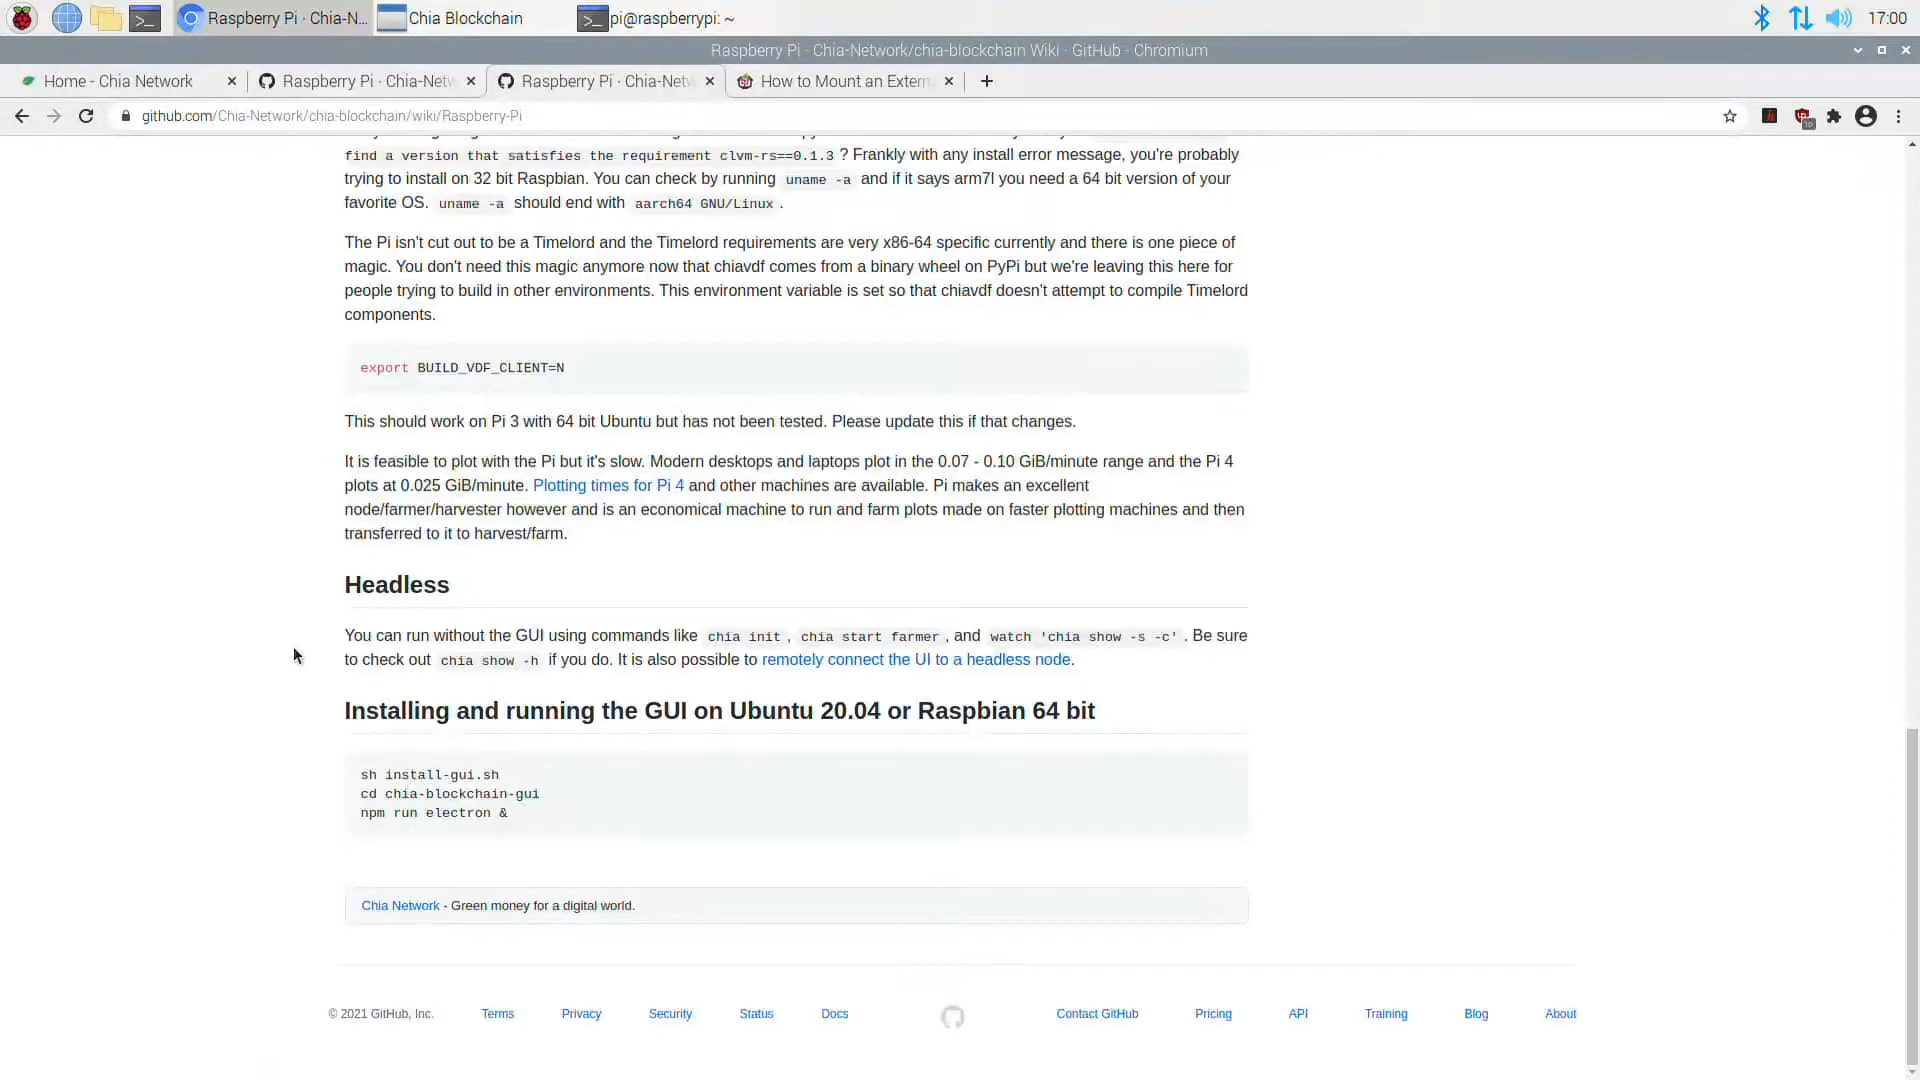 Raspberry Pi · Chia-N...
Chia Blockchain
pi@raspberrypi: ~
17:00
Raspberry Pi · Chia-Network/chia-blockchain Wiki · GitHub - Chromium
Home - Chia Network
Raspberry Pi · Chia-Netw
Raspberry Pi · Chia-Netw
How to Mount an Extern
github.com/Chia-Network/chia-blockchain/wiki/Raspberry-Pi
find a version that satisfies the requirement clvm-rs==0.1.3 ? Frankly with any install error message, you're probably
trying to install on 32 bit Raspbian. You can check by running uname -a and if it says arm7l you need a 64 bit version of your
favorite OS. uname -a should end with aarch64 GNU/Linux .
The Pi isn't cut out to be a Timelord and the Timelord requirements are very x86-64 specific currently and there is one piece of
magic. You don't need this magic anymore now that chiavdf comes from a binary wheel on PyPi but we're leaving this here for
people trying to build in other environments. This environment variable is set so that chiavdf doesn't attempt to compile Timelord
components.
export BUILD_VDF_CLIENT=N
This should work on Pi 3 with 64 bit Ubuntu but has not been tested. Please update this if that changes.
It is feasible to plot with the Pi but it's slow. Modern desktops and laptops plot in the 0.07 - 0.10 GiB/minute range and the Pi 4
plots at 0.025 GiB/minute. Plotting times for Pi 4 and other machines are available. Pi makes an excellent
node/farmer/harvester however and is an economical machine to run and farm plots made on faster plotting machines and then
transferred to it to harvest/farm.
Headless
You can run without the GUI using commands like chia init , chia start farmer , and watch 'chia show -s -c' . Be sure
to check out chia show -h if you do. It is also possible to remotely connect the UI to a headless node.
Installing and running the GUI on Ubuntu 20.04 or Raspbian 64 bit
sh install-gui.sh
cd chia-blockchain-gui
npm run electron &
Chia Network - Green money for a digital world.
© 2021 GitHub, Inc. Terms Privacy Security Status Docs Contact GitHub Pricing API Training Blog About